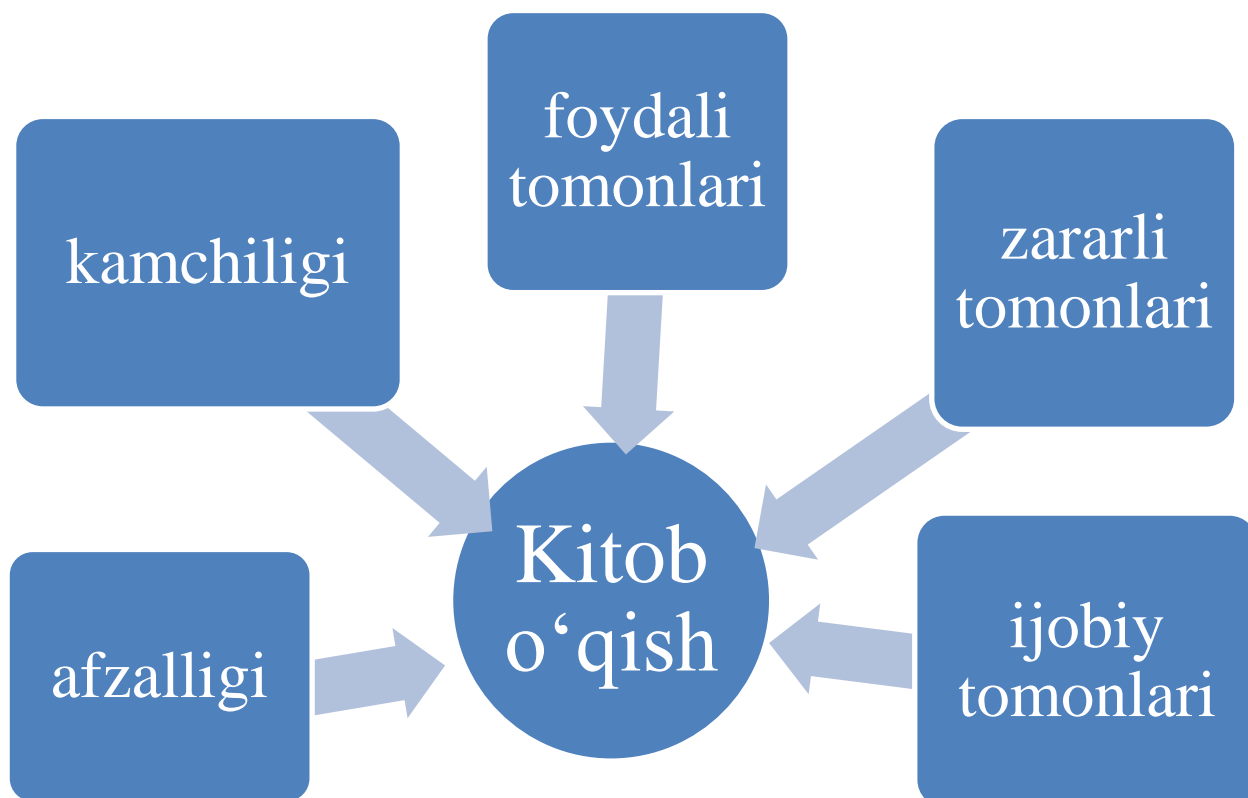 foydali
tomonlari
kamchiligi
zararli
tomonlari
Kitob
o‘qish
afzalligi
ijobiy
tomonlari